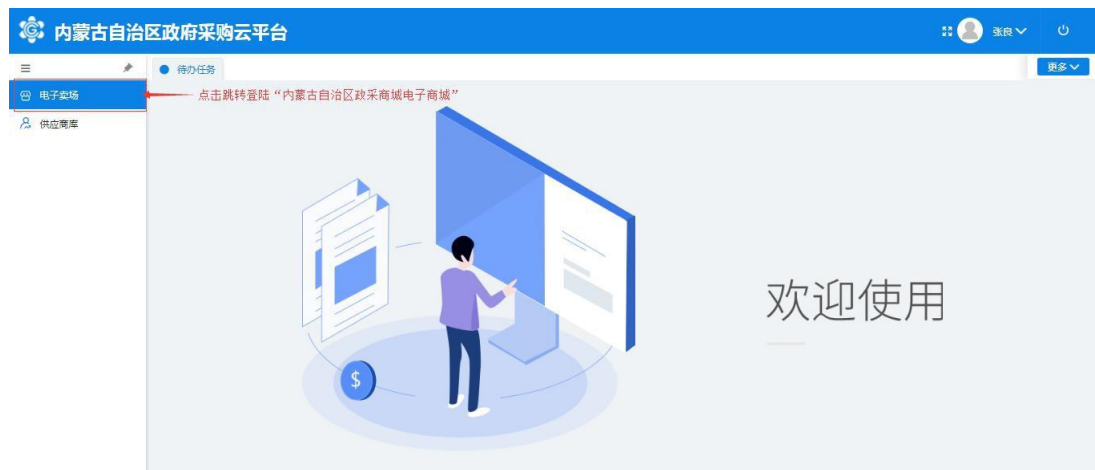 内蒙古自治区政府采购云平台
张良
待办任务
更多
电子卖场
点击跳转登陆“内蒙古自治区政采商城电子商城”
供应商库
欢迎使用
$